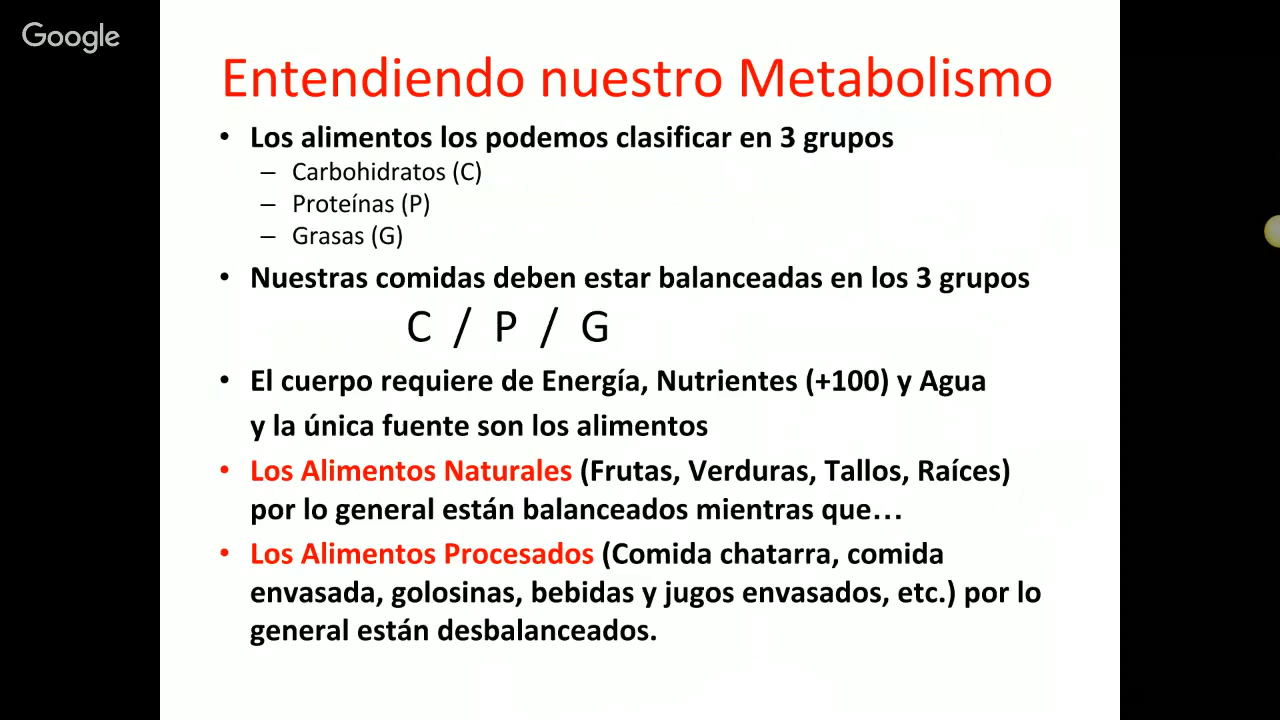 Google
Entendiendo nuestro Metabolismo
• Los alimentos los podemos clasificar en 3 grupos
– Carbohidratos (C)
– Proteínas (P)
– Grasas (G)
• Nuestras comidas deben estar balanceadas en los 3 grupos
C / P / G
• El cuerpo requiere de Energía, Nutrientes (+100) y Agua
y la única fuente son los alimentos
• Los Alimentos Naturales (Frutas, Verduras, Tallos, Raíces)
por lo general están balanceados mientras que…
• Los Alimentos Procesados (Comida chatarra, comida
envasada, golosinas, bebidas y jugos envasados, etc.) por lo
general están desbalanceados.